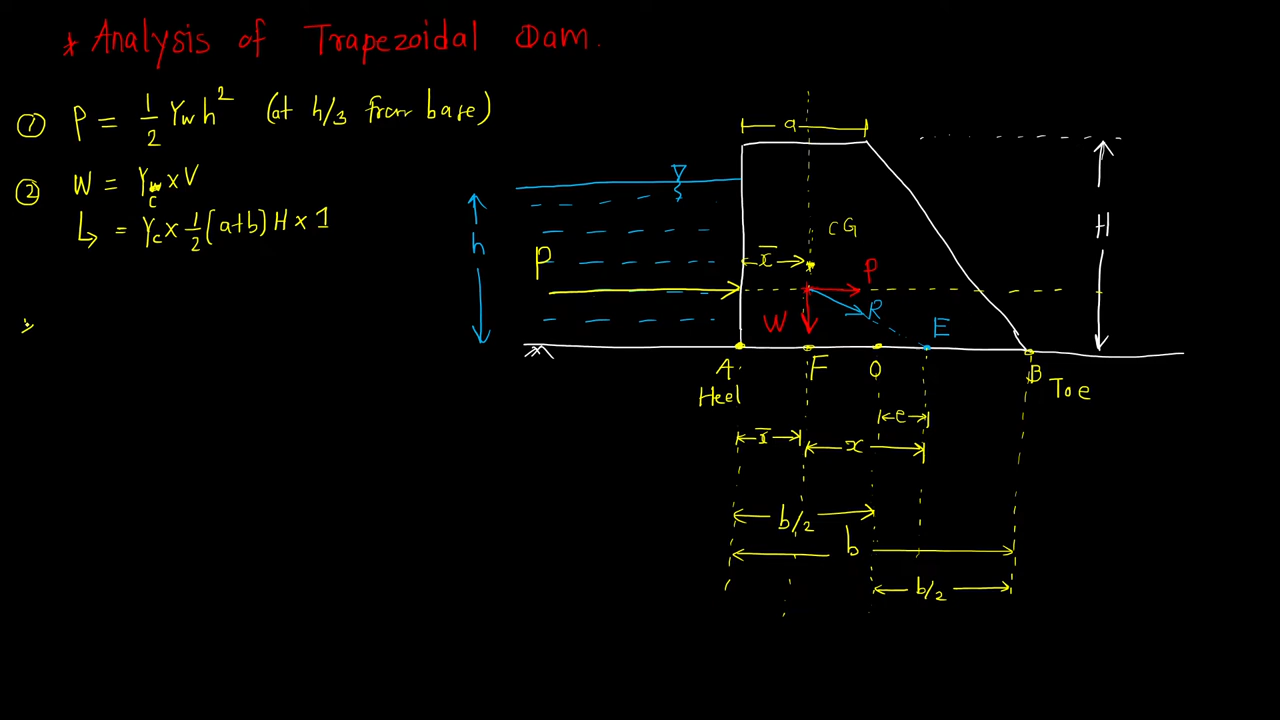 * Analysis of Trapezoidal Dam.
① P = 1/2 γw h² (at h/3 from base)
② W = γc × V
↳ = γc × 1/2 (a+b) H × 1
∴
a
H
h
P
CG
x̄
P
W
R
E
A
F
O
B
Heel
Toe
e
x̄
x
b/2
b
b/2